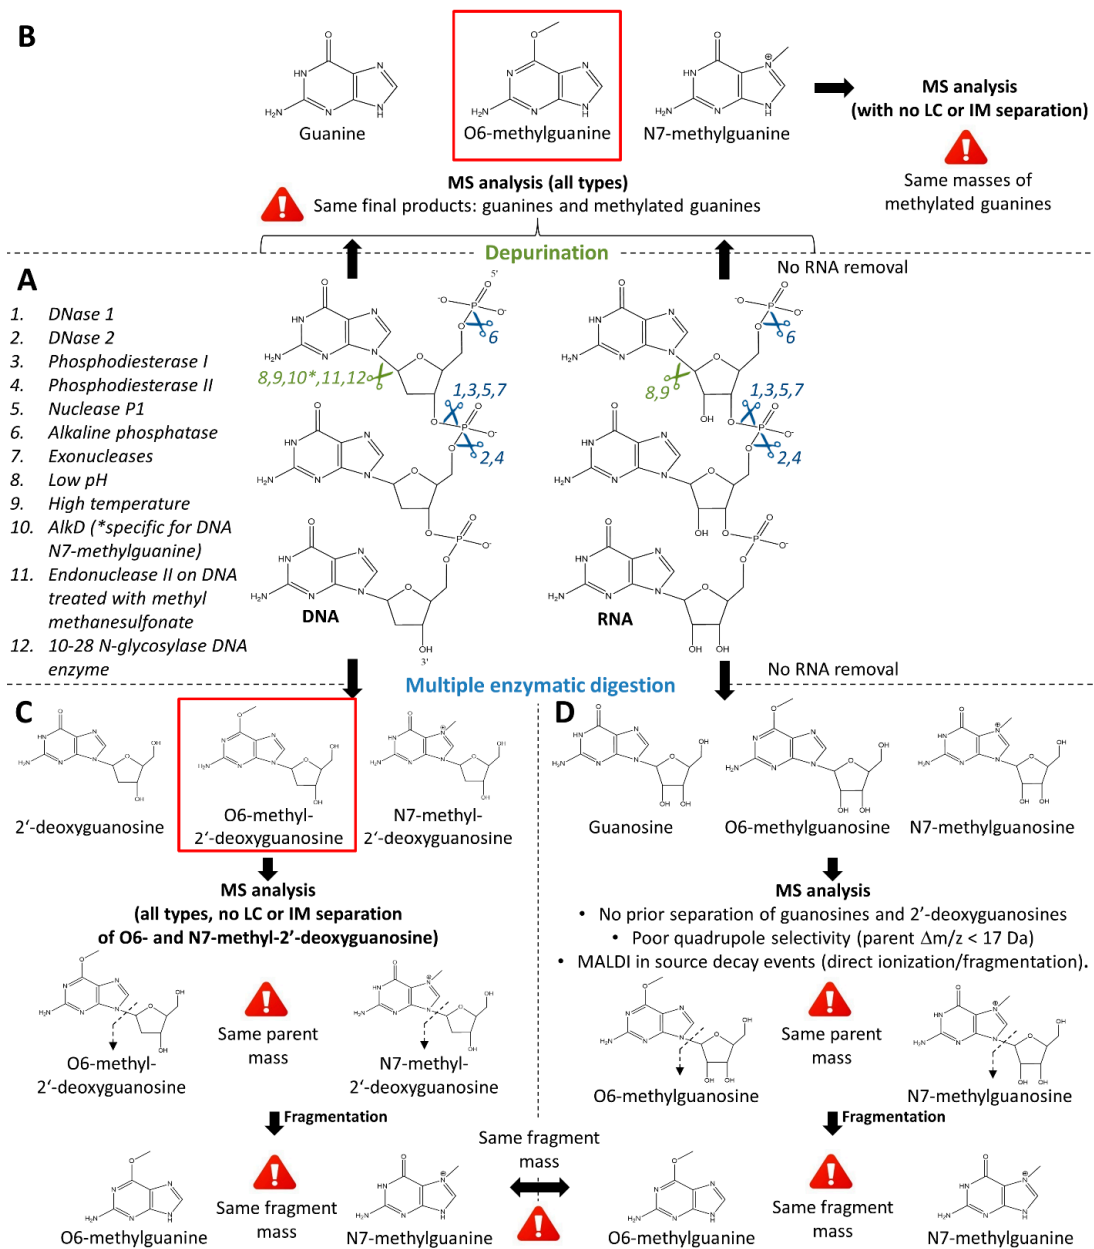 B
Guanine
O6-methylguanine
N7-methylguanine
MS analysis
(with no LC or IM separation)
Same masses of
methylated guanines
MS analysis (all types)
Same final products: guanines and methylated guanines
Depurination
No RNA removal
A
1. DNase 1
2. DNase 2
3. Phosphodiesterase I
4. Phosphodiesterase II
5. Nuclease P1
6. Alkaline phosphatase
7. Exonucleases
8. Low pH
9. High temperature
10. AlkD (*specific for DNA
N7-methylguanine)
11. Endonuclease II on DNA
treated with methyl
methanesulfonate
12. 10-28 N-glycosylase DNA
enzyme
5'
6
8,9,10*,11,12
1,3,5,7
2,4
DNA
3'
6
8,9
1,3,5,7
2,4
RNA
No RNA removal
Multiple enzymatic digestion
C
2‘-deoxyguanosine
O6-methyl-
2‘-deoxyguanosine
N7-methyl-
2‘-deoxyguanosine
MS analysis
(all types, no LC or IM separation
of O6- and N7-methyl-2’-deoxyguanosine)
Same parent
mass
O6-methyl-
2‘-deoxyguanosine
N7-methyl-
2‘-deoxyguanosine
Fragmentation
Same fragment
mass
O6-methylguanine
N7-methylguanine
Same fragment
mass
D
Guanosine
O6-methylguanosine
N7-methylguanosine
MS analysis
• No prior separation of guanosines and 2’-deoxyguanosines
• Poor quadrupole selectivity (parent Δm/z < 17 Da)
• MALDI in source decay events (direct ionization/fragmentation).
Same parent
mass
O6-methylguanosine
N7-methylguanosine
Fragmentation
Same fragment
mass
O6-methylguanine
N7-methylguanine